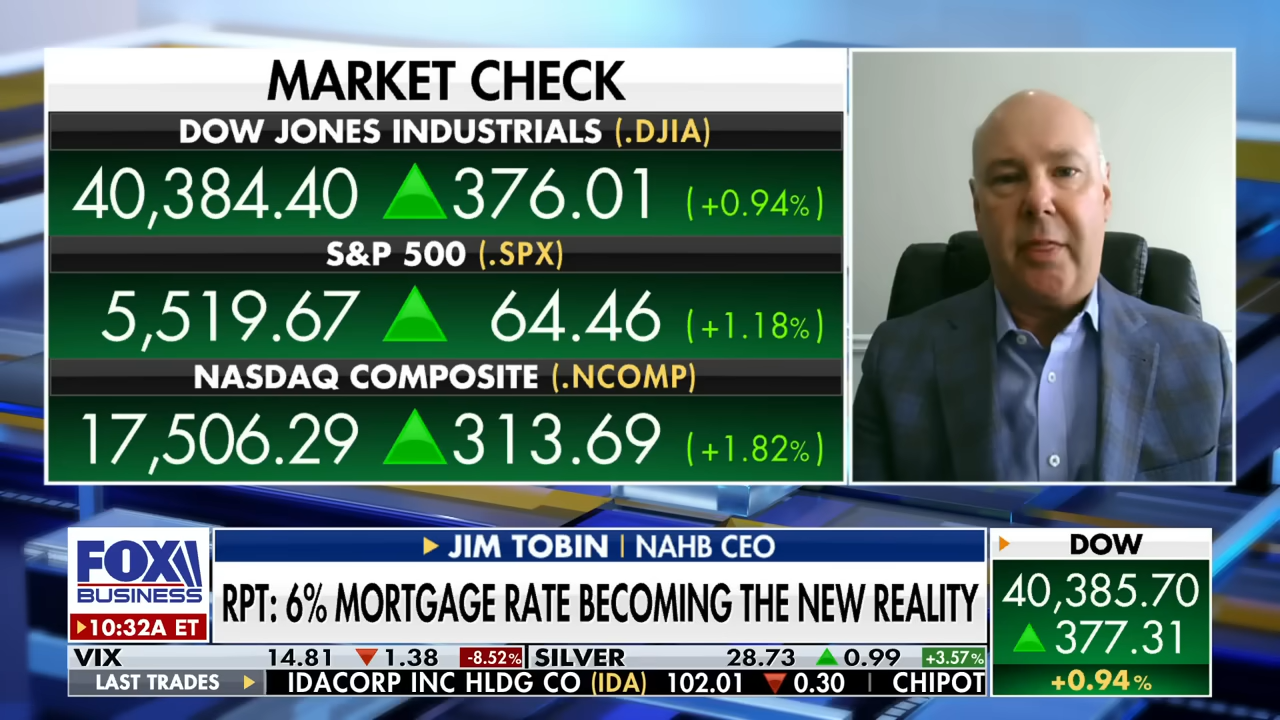 MARKET CHECK
DOW JONES INDUSTRIALS (.DJIA)
40,384.40 ▲ 376.01 (+0.94%)
S&P 500 (.SPX)
5,519.67 ▲ 64.46 (+1.18%)
NASDAQ COMPOSITE (.NCOMP)
17,506.29 ▲ 313.69 (+1.82%)
FOX
BUSINESS
10:32A ET
JIM TOBIN | NAHB CEO
RPT: 6% MORTGAGE RATE BECOMING THE NEW REALITY
DOW
40,385.70
▲ 377.31
+0.94%
VIX 14.81 ▼ 1.38 -8.52% SILVER 28.73 ▲ 0.99 +3.57%
LAST TRADES IDACORP INC HLDG CO (IDA) 102.01 ▼ 0.30 | CHIPOT